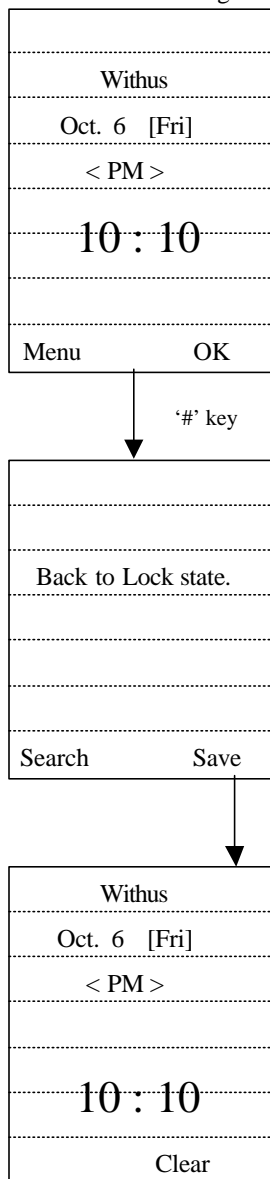 Withus
Oct. 6 [Fri]
< PM >
10 : 10
Menu OK
‘#’ key
Back to Lock state.
Search Save
Withus
Oct. 6 [Fri]
< PM >
10 : 10
Clear